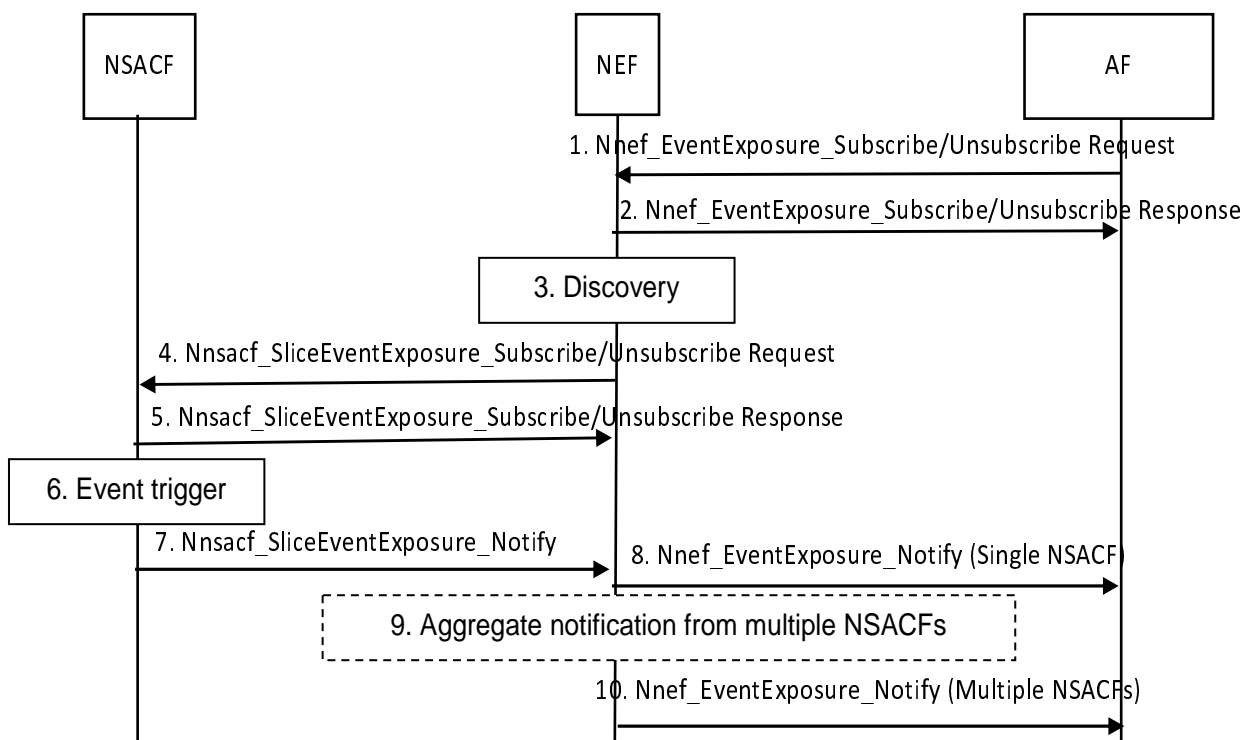 NSACF
NEF
AF
1. Nnef_EventExposure_Subscribe/Unsubscribe Request
2. Nnef_EventExposure_Subscribe/Unsubscribe Response
3. Discovery
4. Nnsacf_SliceEventExposure_Subscribe/Unsubscribe Request
5. Nnsacf_SliceEventExposure_Subscribe/Unsubscribe Response
6. Event trigger
7. Nnsacf_SliceEventExposure_Notify
8. Nnef_EventExposure_Notify (Single NSACF)
9. Aggregate notification from multiple NSACFs
10. Nnef_EventExposure_Notify (Multiple NSACFs)